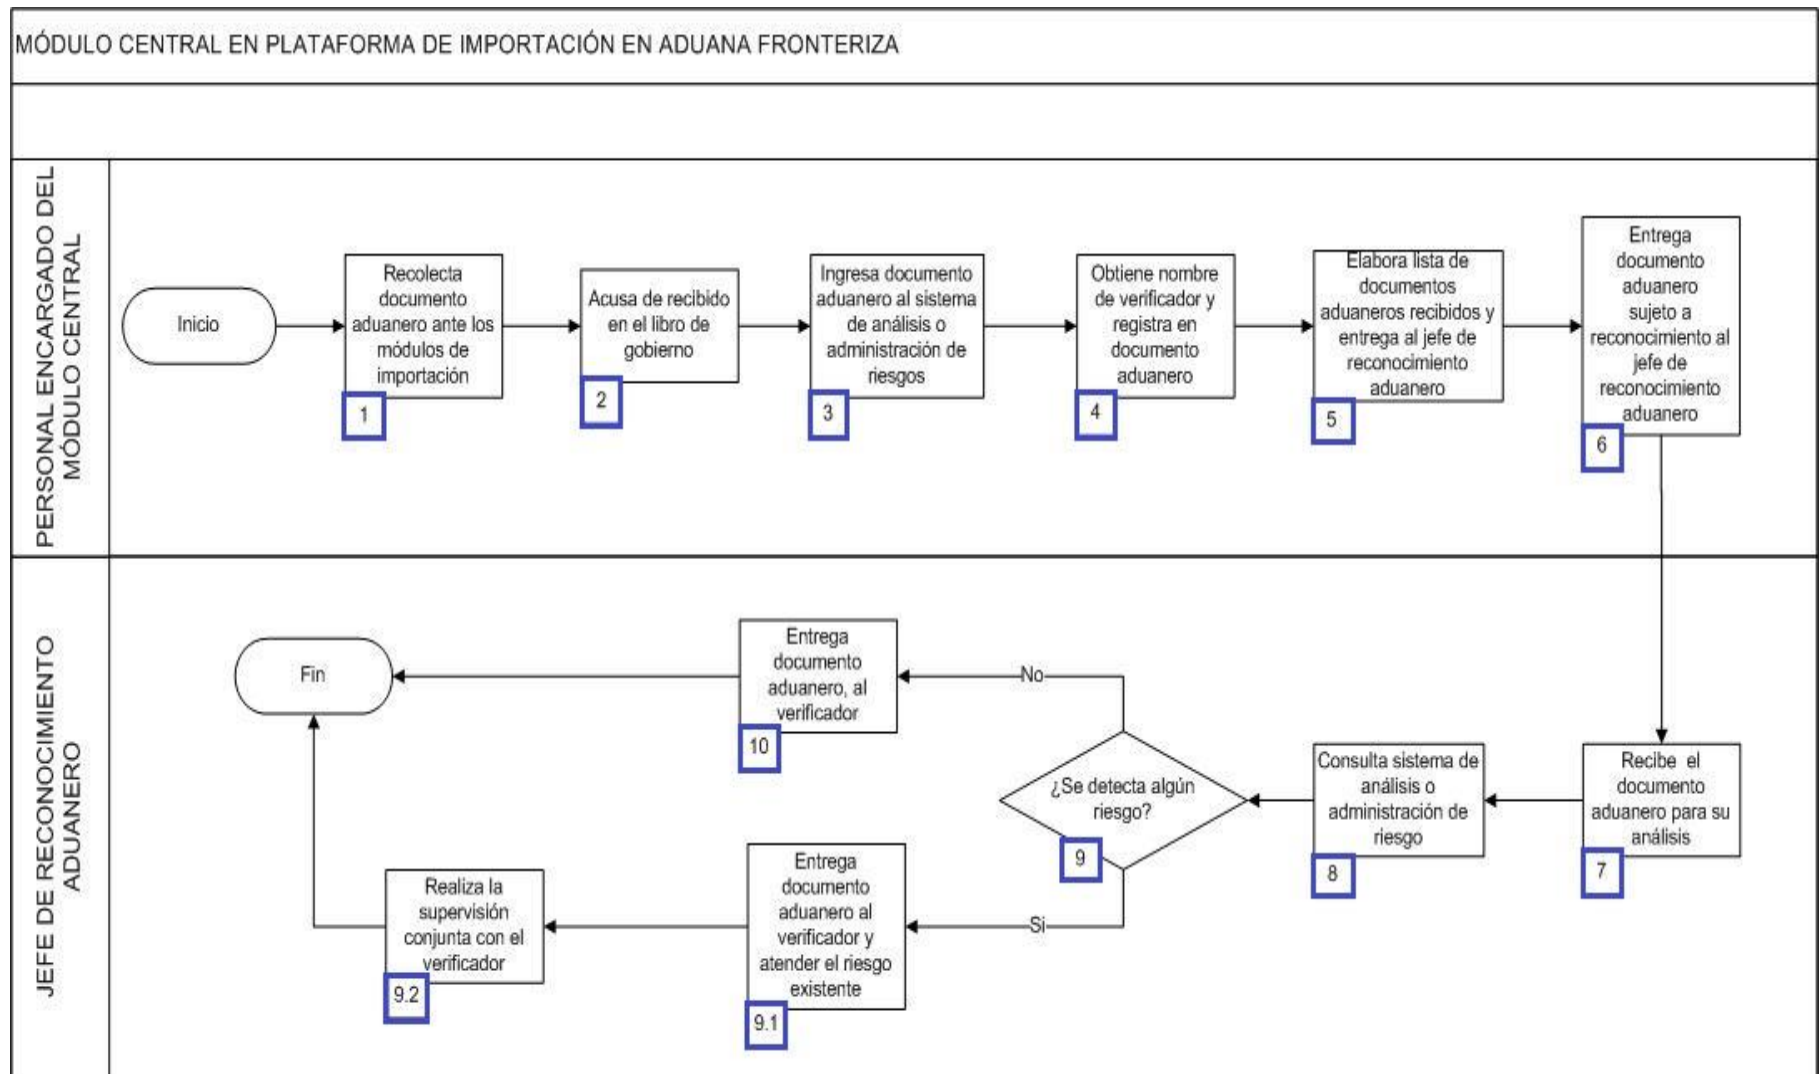 MÓDULO CENTRAL EN PLATAFORMA DE IMPORTACIÓN EN ADUANA FRONTERIZA
PERSONAL ENCARGADO DEL
MÓDULO CENTRAL
Inicio
Recolecta
documento
aduanero ante los
módulos de
importación
1
Acusa de recibido
en el libro de
gobierno
2
Ingresa documento
aduanero al sistema
de análisis o
administración de
riesgos
3
Obtiene nombre
de verificador y
registra en
documento
aduanero
4
Elabora lista de
documentos
aduaneros recibidos y
entrega al jefe de
reconocimiento
aduanero
5
Entrega
documento
aduanero
sujeto a
reconocimiento al
jefe de
reconocimiento
aduanero
6
JEFE DE RECONOCIMIENTO
ADUANERO
Recibe el
documento
aduanero para su
análisis
7
Consulta sistema de
análisis o
administración de
riesgo
8
¿Se detecta algún
riesgo?
9
No
Entrega
documento
aduanero, al
verificador
10
Fin
Si
Entrega
documento
aduanero al
verificador y
atender el riesgo
existente
9.1
Realiza la
supervisión
conjunta con el
verificador
9.2